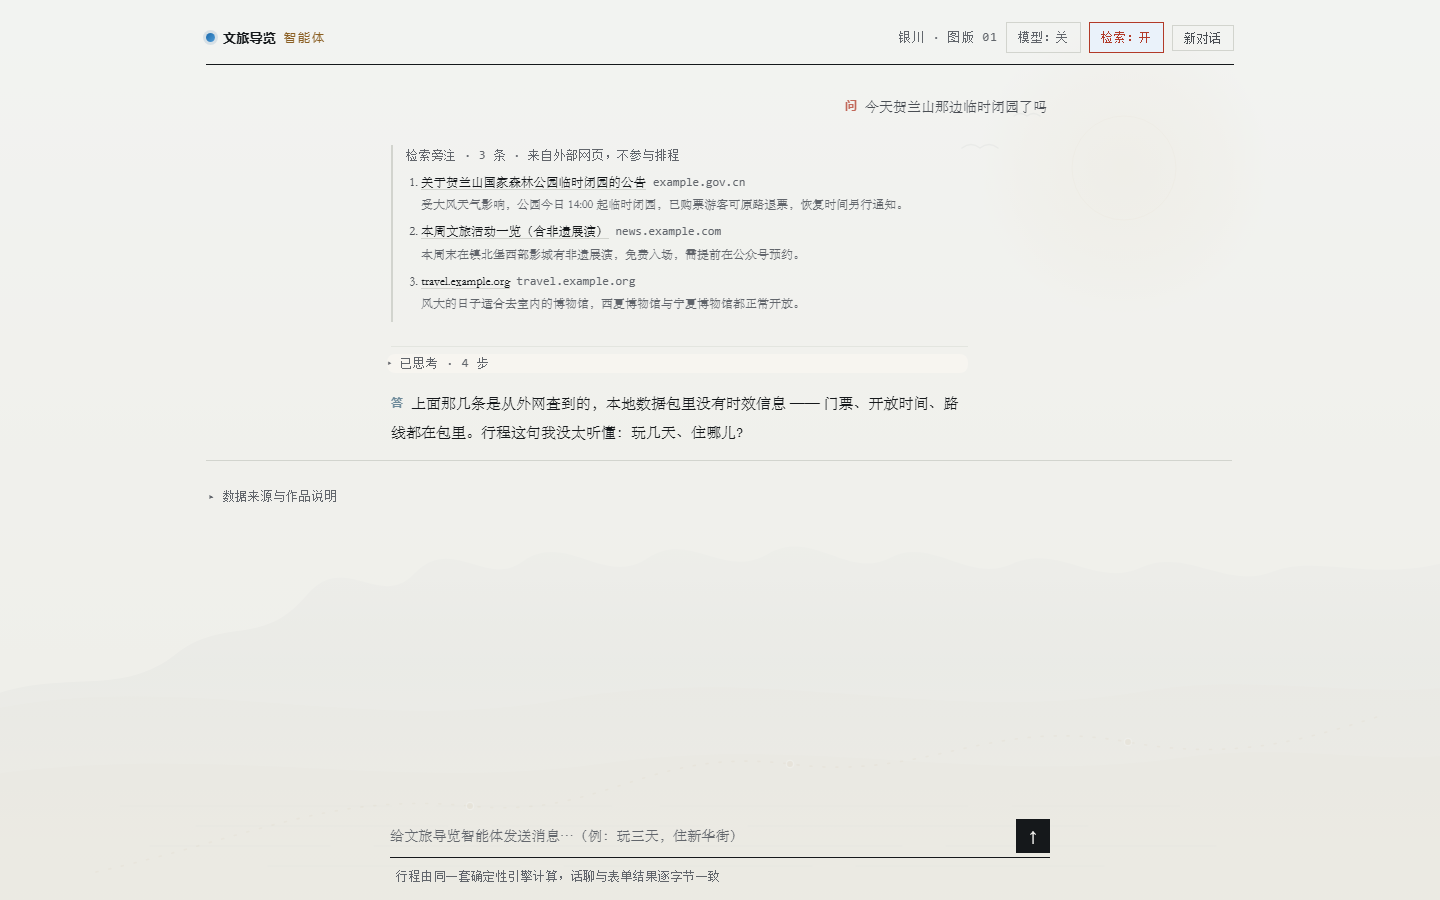 文旅导览 智能体
银川 · 图版 01 模型: 关 检索: 开 新对话
问 今天贺兰山那边临时闭园了吗
检索旁注 · 3 条 · 来自外部网页，不参与排程
1. 关于贺兰山国家森林公园临时闭园的公告 example.gov.cn
受大风天气影响，公园今日 14:00 起临时闭园，已购票游客可原路退票，恢复时间另行通知。
2. 本周文旅活动一览（含非遗展演） news.example.com
本周末在镇北堡西部影城有非遗展演，免费入场，需提前在公众号预约。
3. travel.example.org travel.example.org
风大的日子适合去室内的博物馆，西夏博物馆与宁夏博物馆都正常开放。
▸ 已思考 · 4 步
答 上面那几条是从外网查到的，本地数据包里没有时效信息 —— 门票、开放时间、路
线都在包里。行程这句我没太听懂：玩几天、住哪儿?
▸ 数据来源与作品说明
给文旅导览智能体发送消息…（例：玩三天，住新华街）
↑
行程由同一套确定性引擎计算，话聊与表单结果逐字节一致